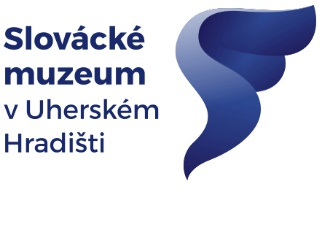 Slovácké
muzeum
v Uherském
Hradišti